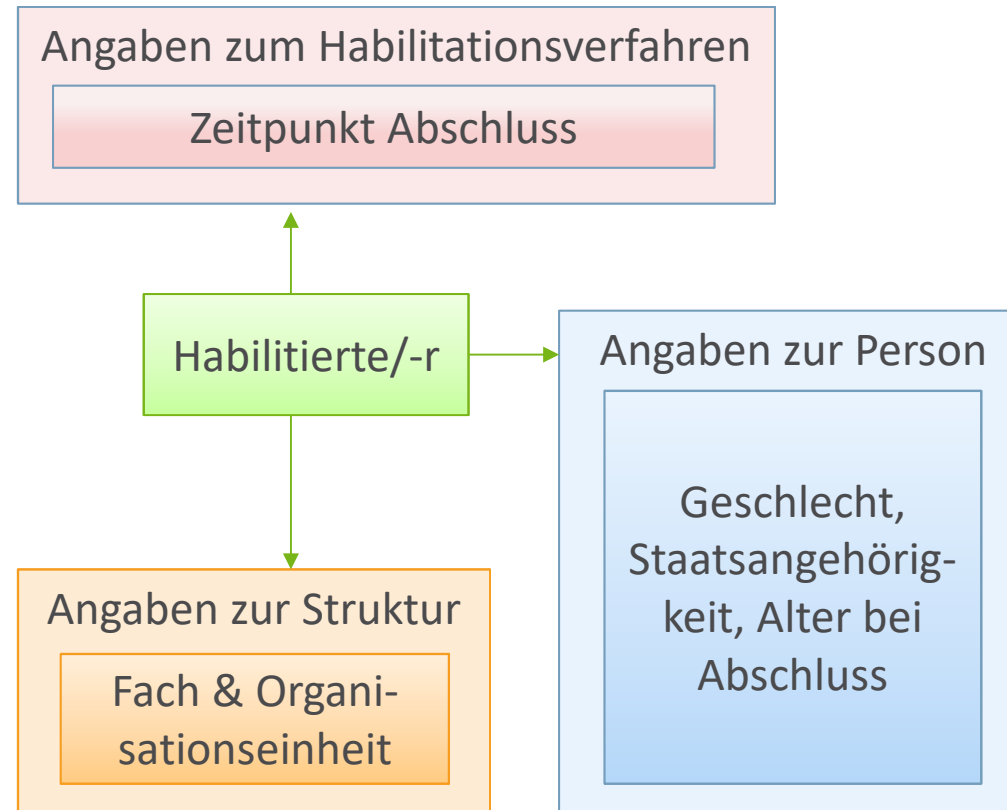 Angaben zum Habilitationsverfahren
Zeitpunkt Abschluss
Habilitierte/-r
Angaben zur Person
Geschlecht,
Staatsangehörig-
keit, Alter bei
Abschluss
Angaben zur Struktur
Fach & Organi-
sationseinheit